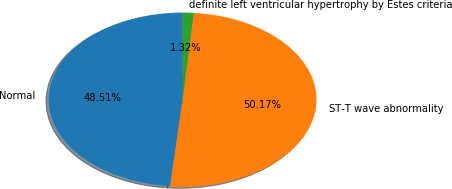 definite left ventricular hypertrophy by Estes criteria
1.32%
Normal
48.51%
50.17%
ST-T wave abnormality